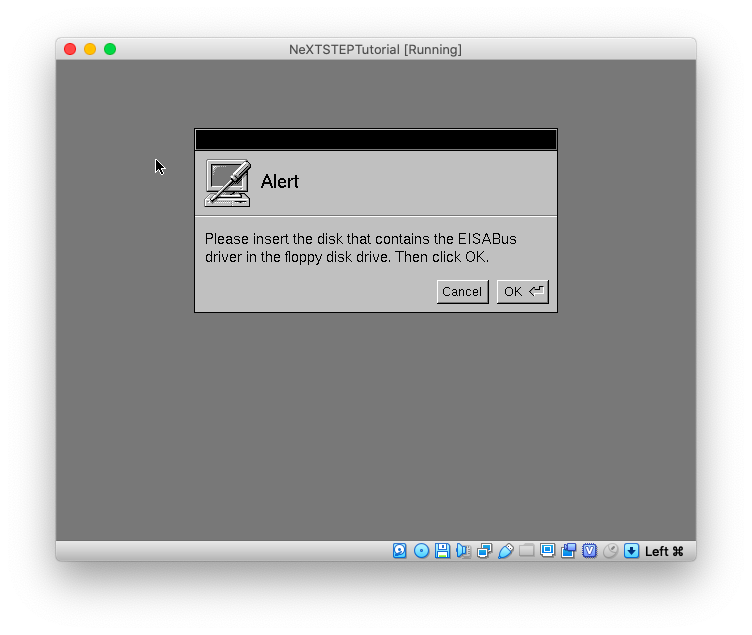 NeXTSTEPTutorial [Running]
Alert
Please insert the disk that contains the EISABus
driver in the floppy disk drive. Then click OK.
Cancel
OK
Left ⌘